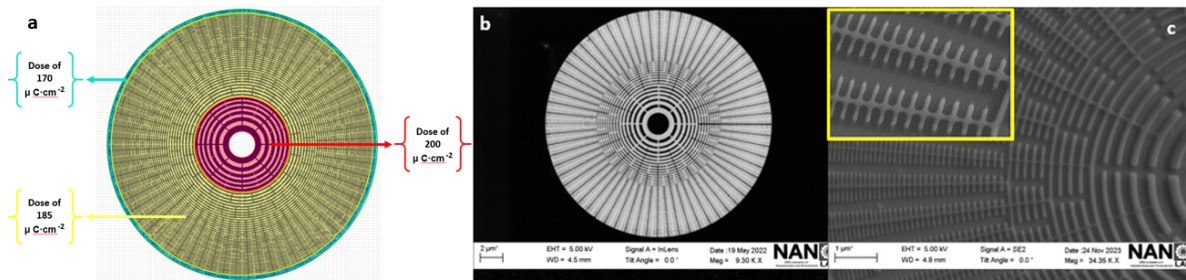 a
Dose of
170
µ C·cm-2
Dose of
200
µ C·cm-2
Dose of
185
µ C·cm-2
b
2 µm*
EHT = 5.00 kV
WD = 4.5 mm
Signal A = InLens
Tilt Angle = 0.0 °
Date :19 May 2022
Mag = 9.30 K X
NAN
LA
c
1 µm*
EHT = 5.00 kV
WD = 4.9 mm
Signal A = SE2
Tilt Angle = 0.0 °
Date :24 Nov 2023
Mag = 34.35 K X
NAN
LA